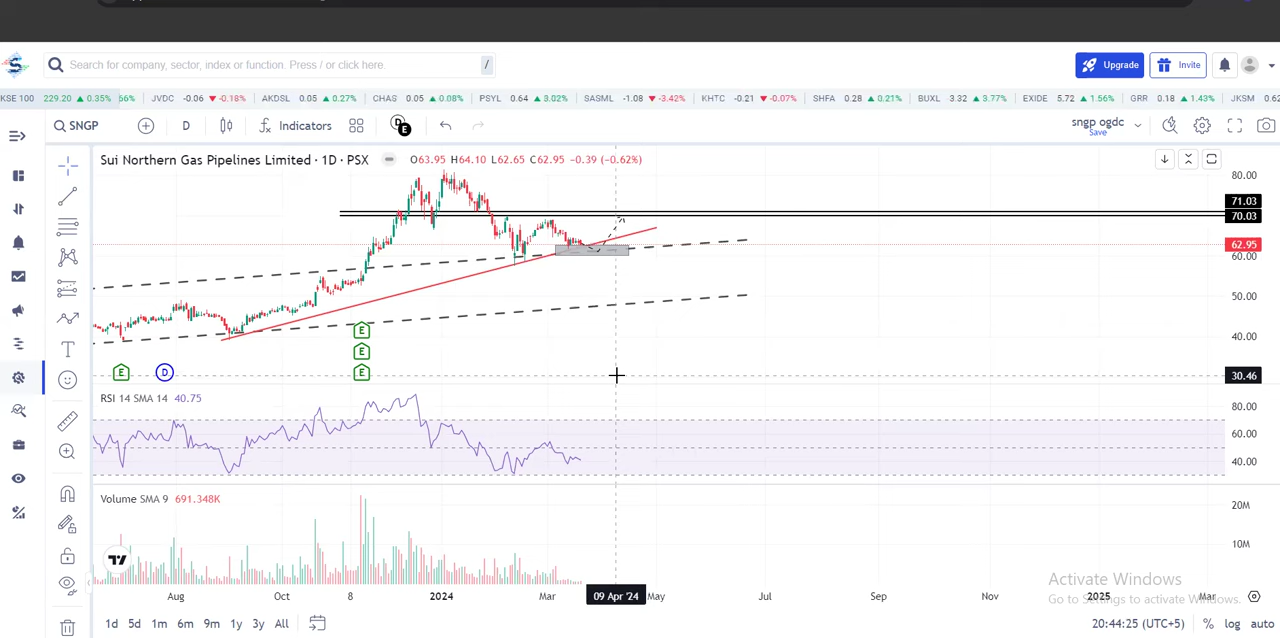 Search for company, sector, index or function. Press / or click here. /
Upgrade Invite
KSE 100 229.20 ▲ 0.35% 66% JVDC -0.06 ▼ -0.18% AKDSL 0.05 ▲ 0.27% CHAS 0.05 ▲ 0.08% PSYL 0.64 ▲ 3.02% SASML -1.08 ▼ -3.42% KHTC -0.21 ▼ -0.07% SHFA 0.28 ▲ 0.21% BUXL 3.32 ▲ 3.77% EXIDE 5.72 ▲ 1.56% GRR 0.18 ▲ 1.43% JKSM 0.62
SNGP D Indicators D E sngp ogdc
Save
Sui Northern Gas Pipelines Limited · 1D · PSX O63.95 H64.10 L62.65 C62.95 -0.39 (-0.62%)
80.00
71.03
70.03
62.95
60.00
50.00
40.00
E
E
E D E
30.46
RSI 14 SMA 14 40.75
80.00
60.00
40.00
Volume SMA 9 691.348K
20M
10M
Activate Windows
Aug Oct 8 2024 Mar 09 Apr '24 May Jul Sep Nov 2025 Mar
Go to Settings to activate Windows.
1d 5d 1m 6m 9m 1y 3y All 20:44:25 (UTC+5) % log auto